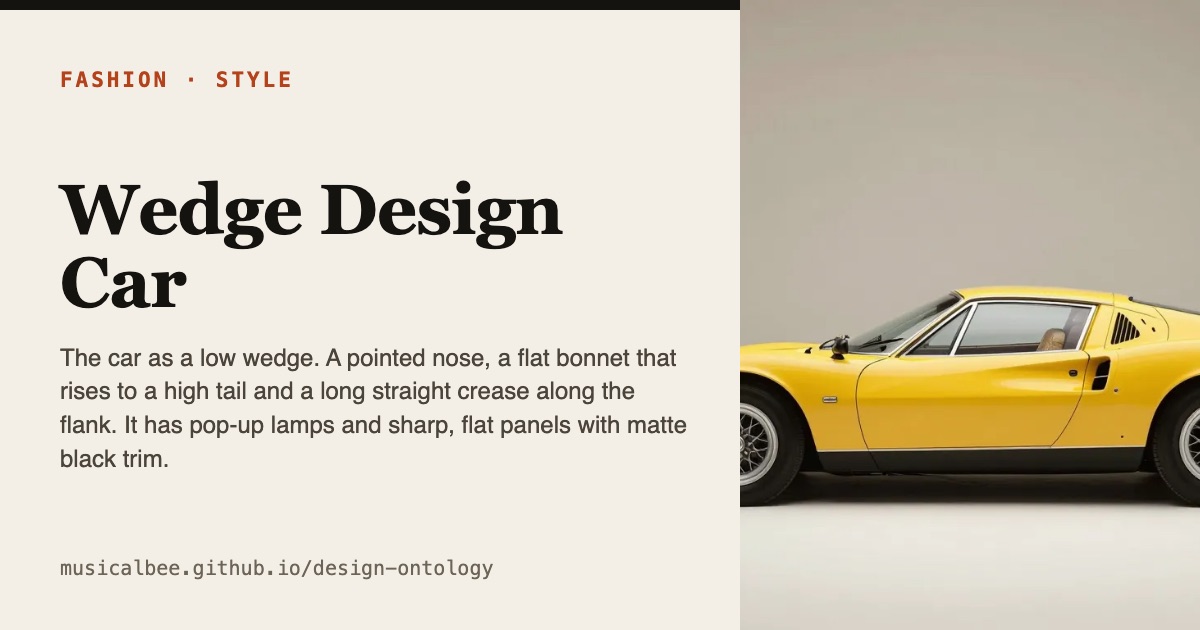 FASHION · STYLE
Wedge Design
Car
The car as a low wedge. A pointed nose, a flat bonnet that
rises to a high tail and a long straight crease along the
flank. It has pop-up lamps and sharp, flat panels with matte
black trim.
musicalbee.github.io/design-ontology